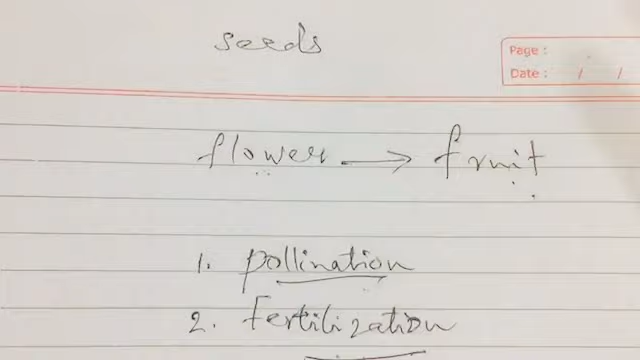 seeds
Page :
Date : / /
flower → fruit
1. pollination
2. fertilization